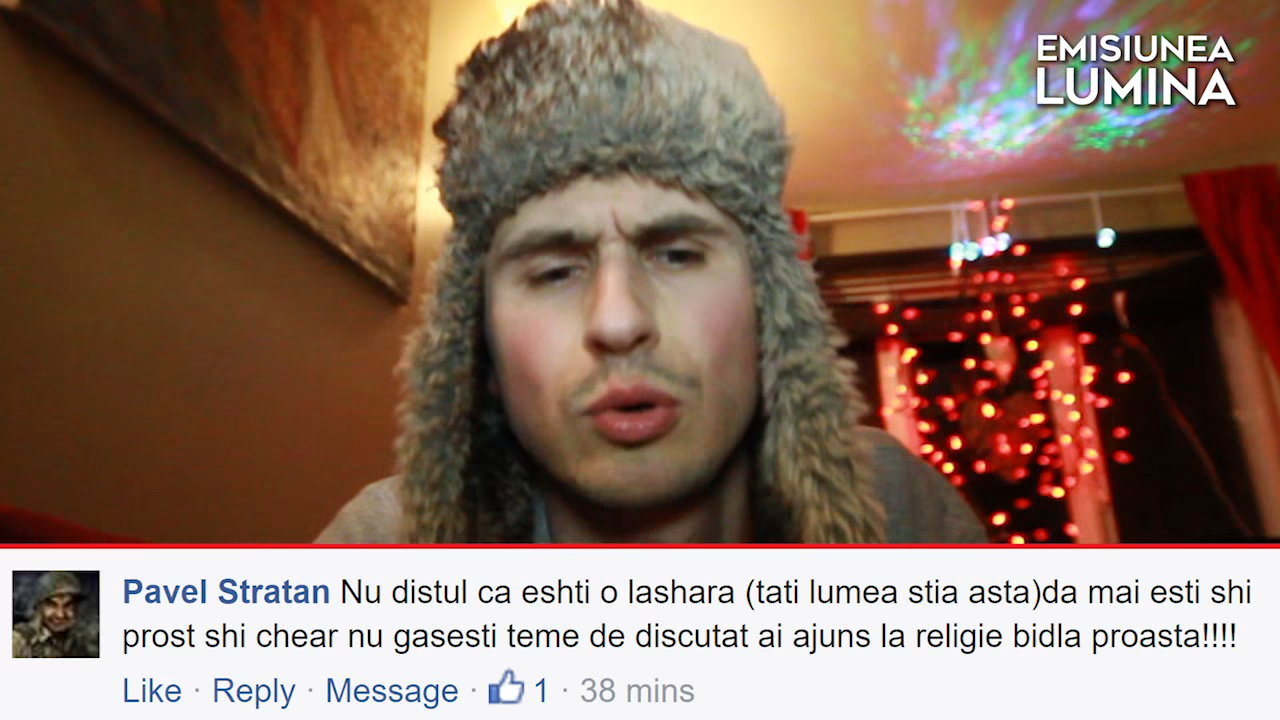 EMISIUNEA
LUMINA
Pavel Stratan Nu distul ca eshti o lashara (tati lumea stia asta)da mai esti shi
prost shi chear nu gasesti teme de discutat ai ajuns la religie bidla proasta!!!!
Like · Reply · Message · 1 · 38 mins